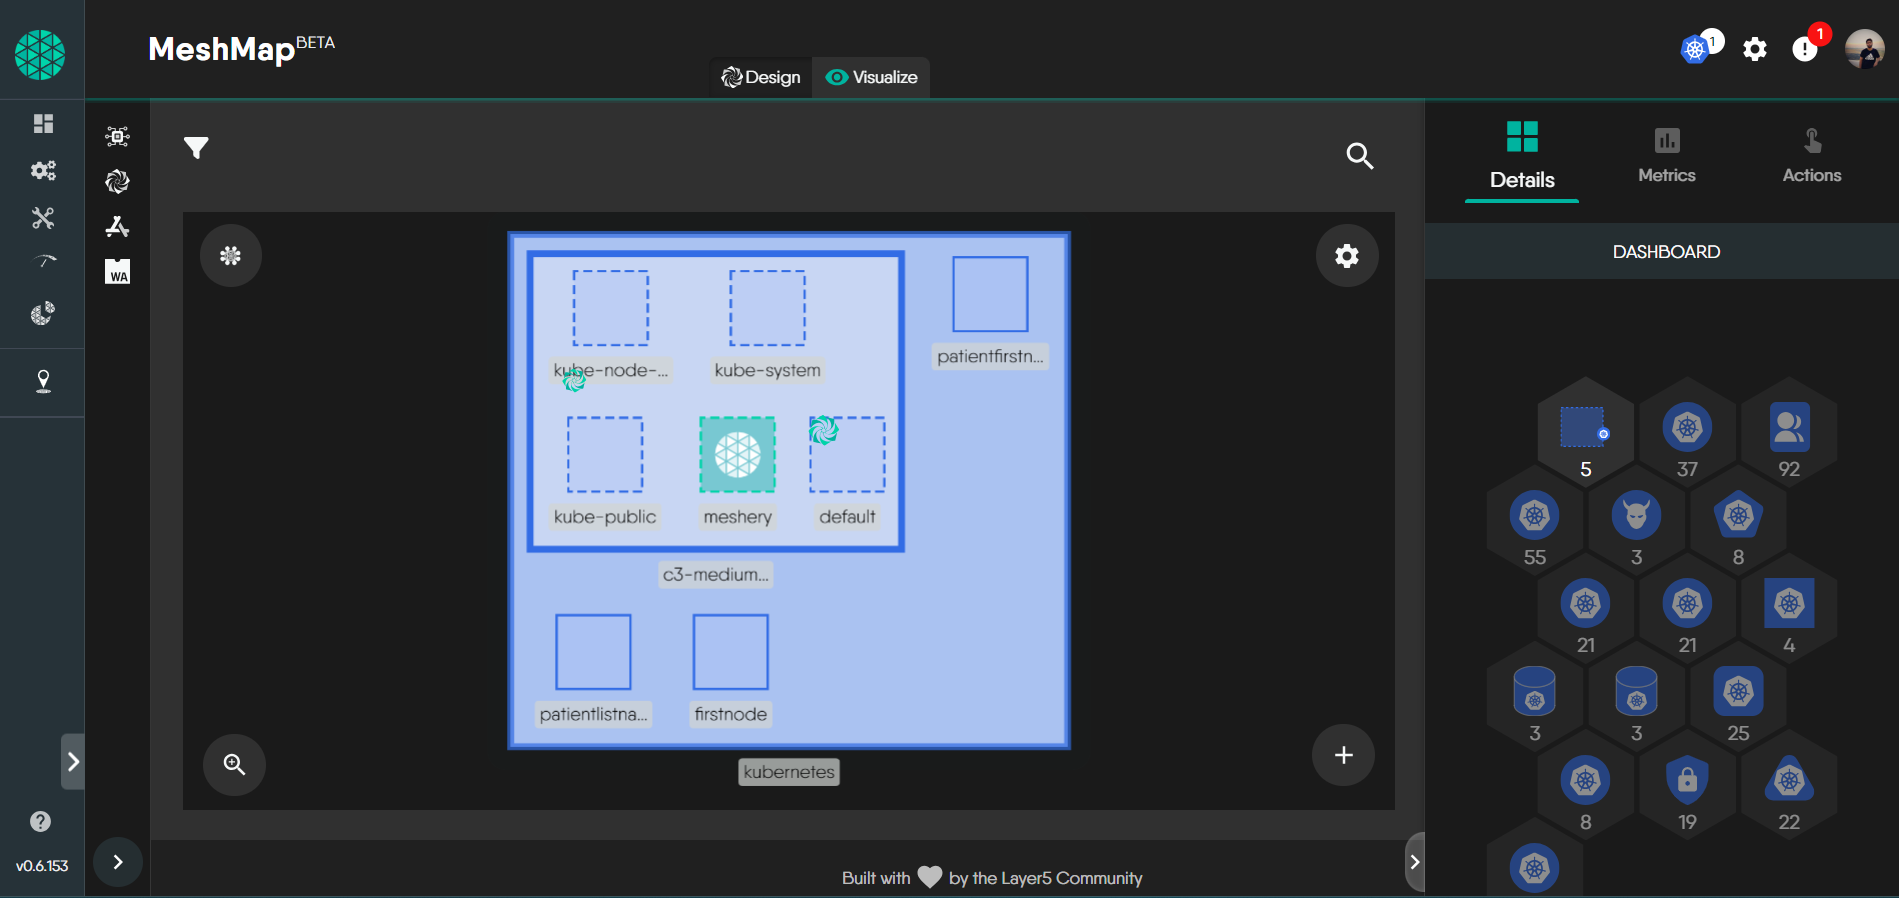 MeshMap BETA
1
1
Design
Visualize
Details
Metrics
Actions
DASHBOARD
WA
kube-node-...
kube-system
patientfirstn...
kube-public
meshery
default
c3-medium...
patientlistna...
firstnode
kubernetes
5
37
92
55
3
8
21
21
4
3
3
25
8
19
22
v0.6.153
Built with by the Layer5 Community